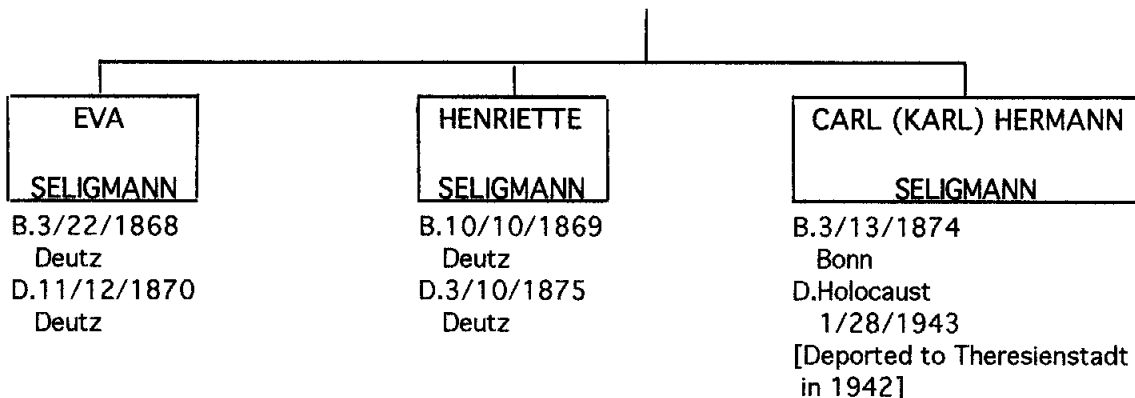 EVA
SELIGMANN
B.3/22/1868
Deutz
D.11/12/1870
Deutz
HENRIETTE
SELIGMANN
B.10/10/1869
Deutz
D.3/10/1875
Deutz
CARL (KARL) HERMANN
SELIGMANN
B.3/13/1874
Bonn
D.Holocaust
1/28/1943
[Deported to Theresienstadt
in 1942]